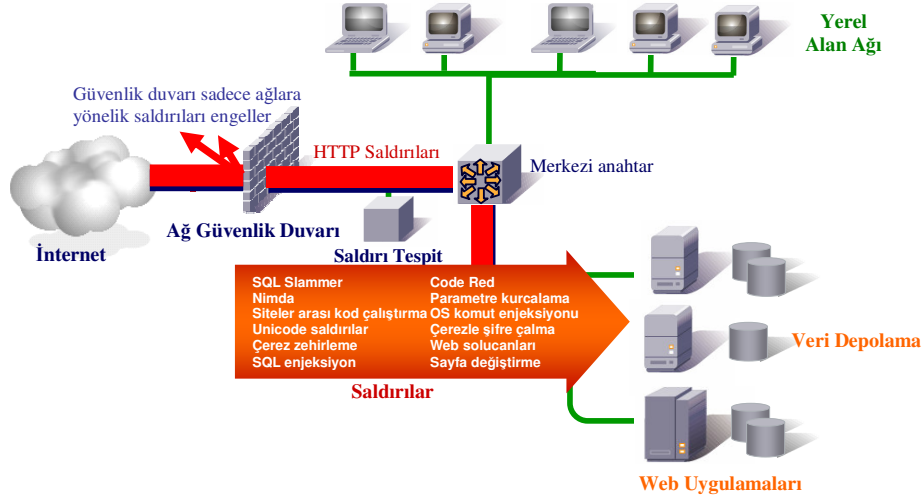 Yerel
Alan Ağı
Güvenlik duvarı sadece ağlara
yönelik saldırıları engeller
HTTP Saldırıları
Merkezi anahtar
Ağ Güvenlik Duvarı
İnternet
Saldırı Tespit
SQL Slammer
Nimda
Siteler arası kod çalıştırma
Unicode saldırılar
Çerez zehirleme
SQL enjeksiyon
Code Red
Parametre kurcalama
OS komut enjeksiyonu
Çerezle şifre çalma
Web solucanları
Sayfa değiştirme
Saldırılar
Veri Depolama
Web Uygulamaları